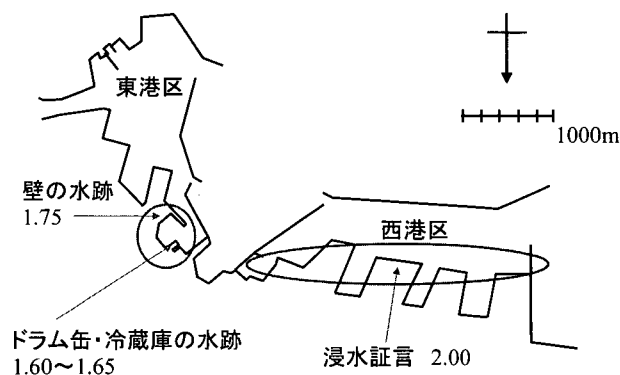 東港区
1000m
壁の水跡
1.75
西港区
ドラム缶・冷蔵庫の水跡
1.60～1.65
浸水証言 2.00